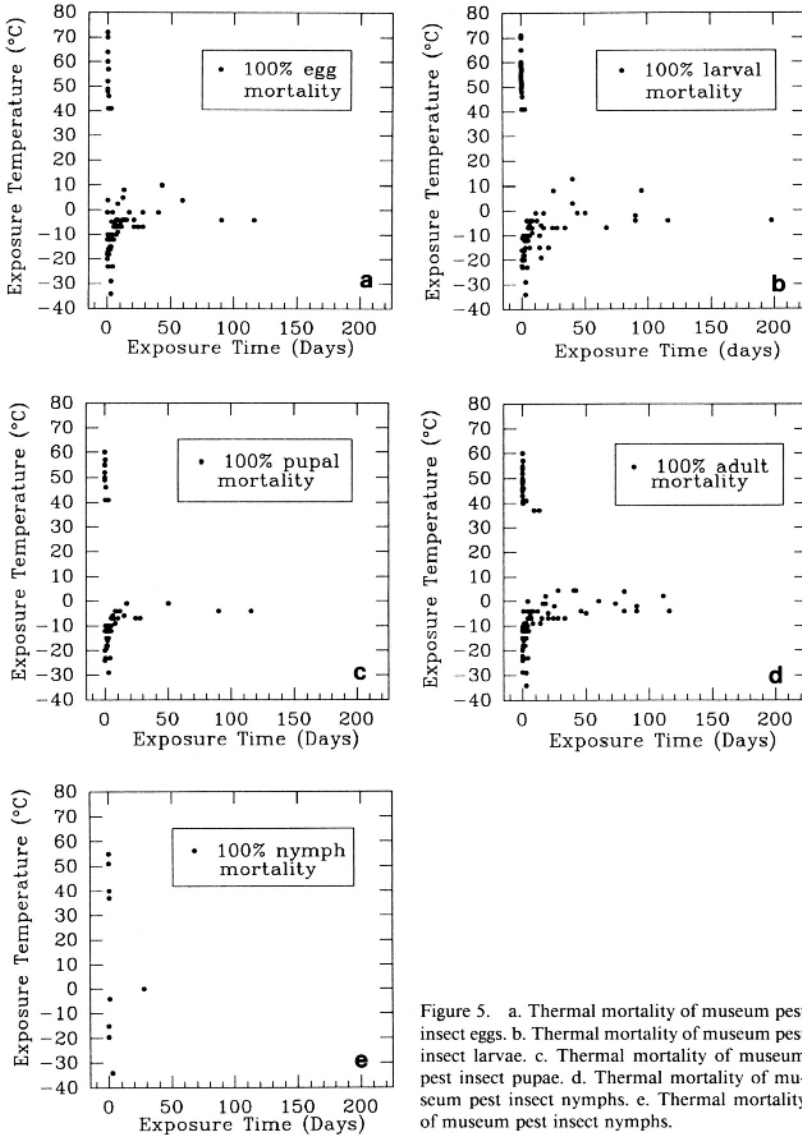 Exposure Temperature (°C)
80
70
60
50
40
30
20
10
0
−10
−20
−30
−40
• 100% egg
mortality
a
0 50 100 150 200
Exposure Time (Days)
Exposure Temperature (°C)
80
70
60
50
40
30
20
10
0
−10
−20
−30
−40
• 100% larval
mortality
b
0 50 100 150 200
Exposure Time (days)
Exposure Temperature (°C)
80
70
60
50
40
30
20
10
0
−10
−20
−30
−40
• 100% pupal
mortality
c
0 50 100 150 200
Exposure Time (Days)
Exposure Temperature (°C)
80
70
60
50
40
30
20
10
0
−10
−20
−30
−40
• 100% adult
mortality
d
0 50 100 150 200
Exposure Time (Days)
Exposure Temperature (°C)
80
70
60
50
40
30
20
10
0
−10
−20
−30
−40
• 100% nymph
mortality
e
0 50 100 150 200
Exposure Time (Days)
Figure 5. a. Thermal mortality of museum pest
insect eggs. b. Thermal mortality of museum pest
insect larvae. c. Thermal mortality of museum
pest insect pupae. d. Thermal mortality of mu-
seum pest insect nymphs. e. Thermal mortality
of museum pest insect nymphs.